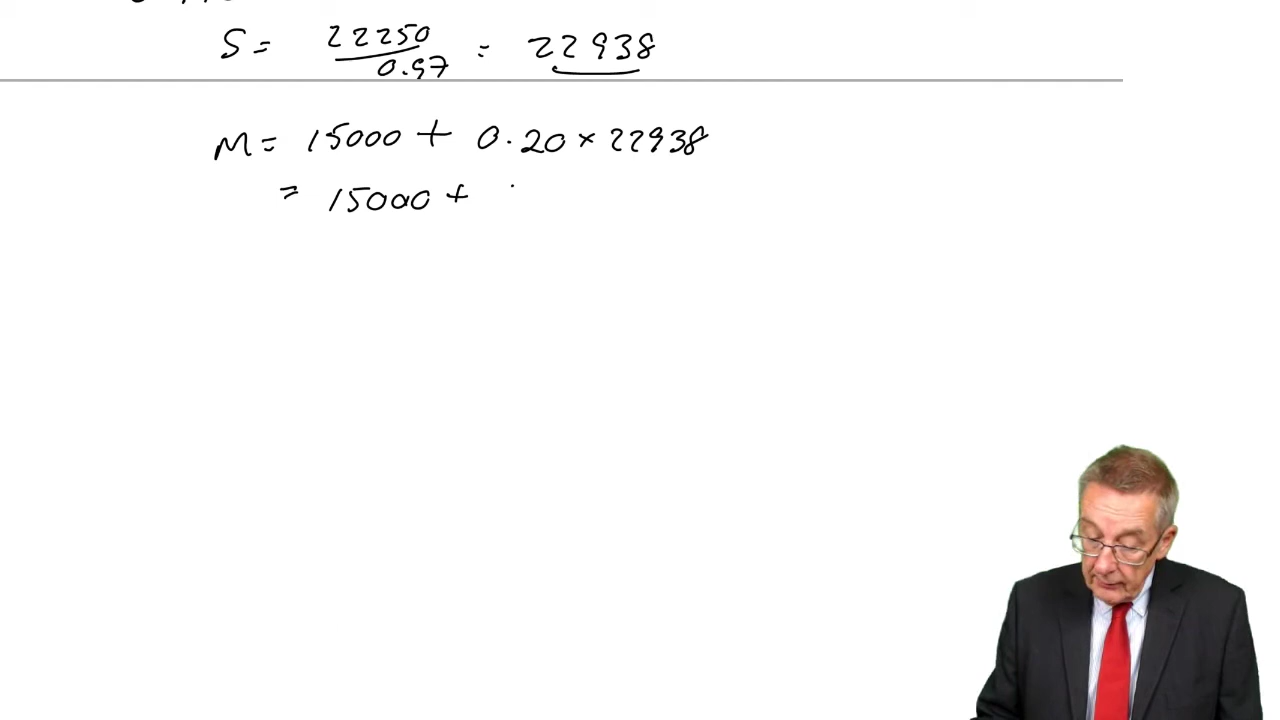 S = 22250 / 0.97 = 22938
M = 15000 + 0.20 × 22938
= 15000 +